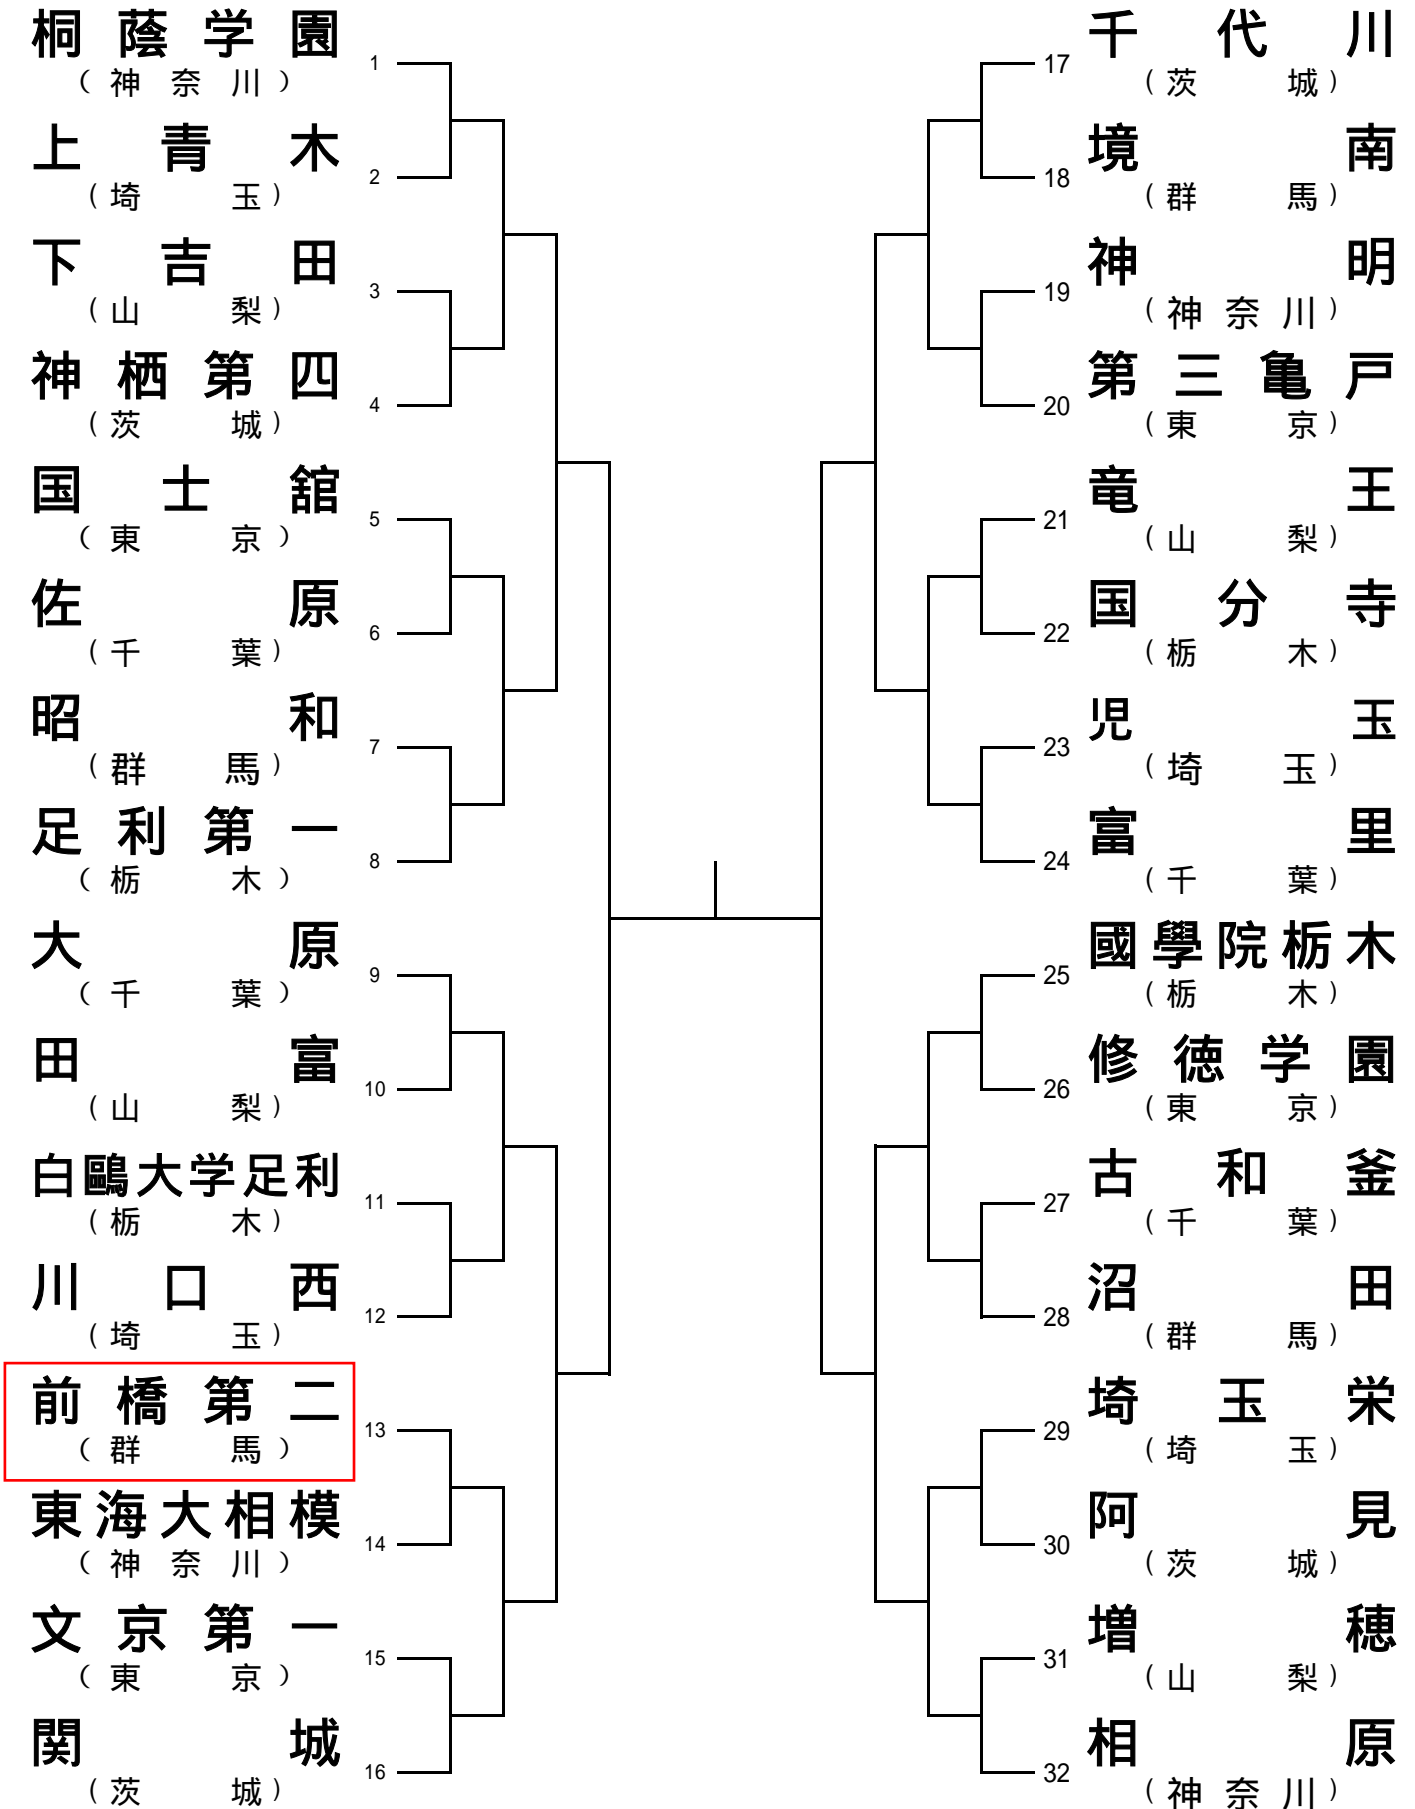 桐蔭学園
1
(神奈川)
上青木
2
(埼玉)
下吉田
3
(山梨)
神栖第四
4
(茨城)
国士舘
5
(東京)
佐原
6
(千葉)
昭和
7
(群馬)
足利第一
8
(栃木)
大原
9
(千葉)
田富
10
(山梨)
白鷗大学足利
11
(栃木)
川口西
12
(埼玉)
前橋第二
13
(群馬)
東海大相模
14
(神奈川)
文京第一
15
(東京)
関城
16
(茨城)
千代川
17
(茨城)
境南
18
(群馬)
神明
19
(神奈川)
第三亀戸
20
(東京)
竜王
21
(山梨)
国分寺
22
(栃木)
児玉
23
(埼玉)
富里
24
(千葉)
國學院栃木
25
(栃木)
修徳学園
26
(東京)
古和釜
27
(千葉)
沼田
28
(群馬)
埼玉栄
29
(埼玉)
阿見
30
(茨城)
増穂
31
(山梨)
相原
32
(神奈川)